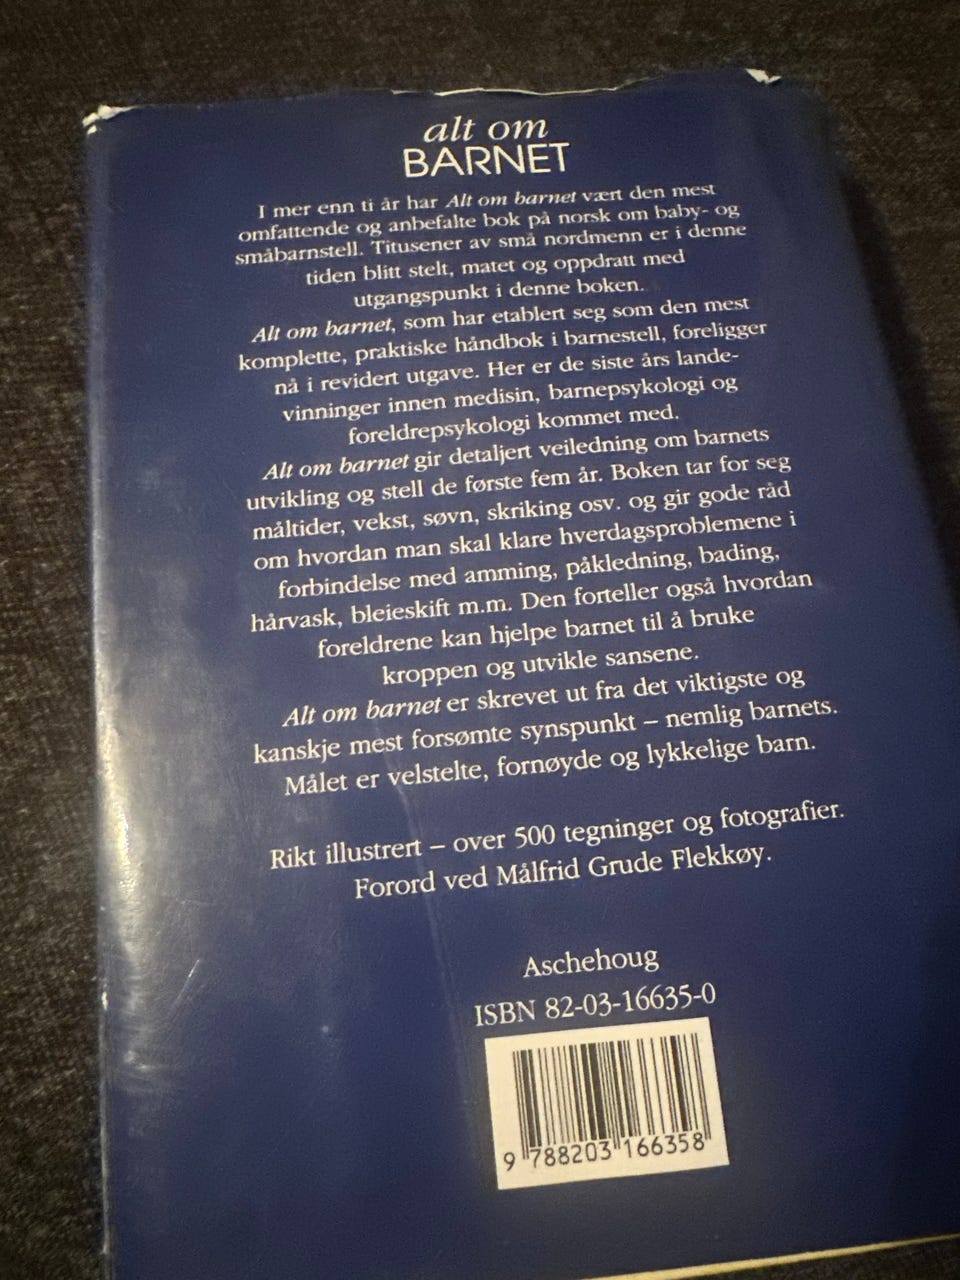 alt om
BARNET
I mer enn ti år har Alt om barnet vært den mest
omfattende og anbefalte bok på norsk om baby- og
småbarnstell. Titusener av små nordmenn er i denne
tiden blitt stelt, matet og oppdratt med
utgangspunkt i denne boken.
Alt om barnet, som har etablert seg som den mest
komplette, praktiske håndbok i barnestell, foreligger
nå i revidert utgave. Her er de siste års lande-
vinninger innen medisin, barnepsykologi og
foreldrepsykologi kommet med.
Alt om barnet gir detaljert veiledning om barnets
utvikling og stell de første fem år. Boken tar for seg
måltider, vekst, søvn, skriking osv. og gir gode råd
om hvordan man skal klare hverdagsproblemene i
forbindelse med amming, påkledning, bading,
hårvask, bleieskift m.m. Den forteller også hvordan
foreldrene kan hjelpe barnet til å bruke
kroppen og utvikle sansene.
Alt om barnet er skrevet ut fra det viktigste og
kanskje mest forsømte synspunkt – nemlig barnets.
Målet er velstelte, fornøyde og lykkelige barn.
Rikt illustrert – over 500 tegninger og fotografier.
Forord ved Målfrid Grude Flekkøy.
Aschehoug
ISBN 82-03-16635-0
9 788203 166358